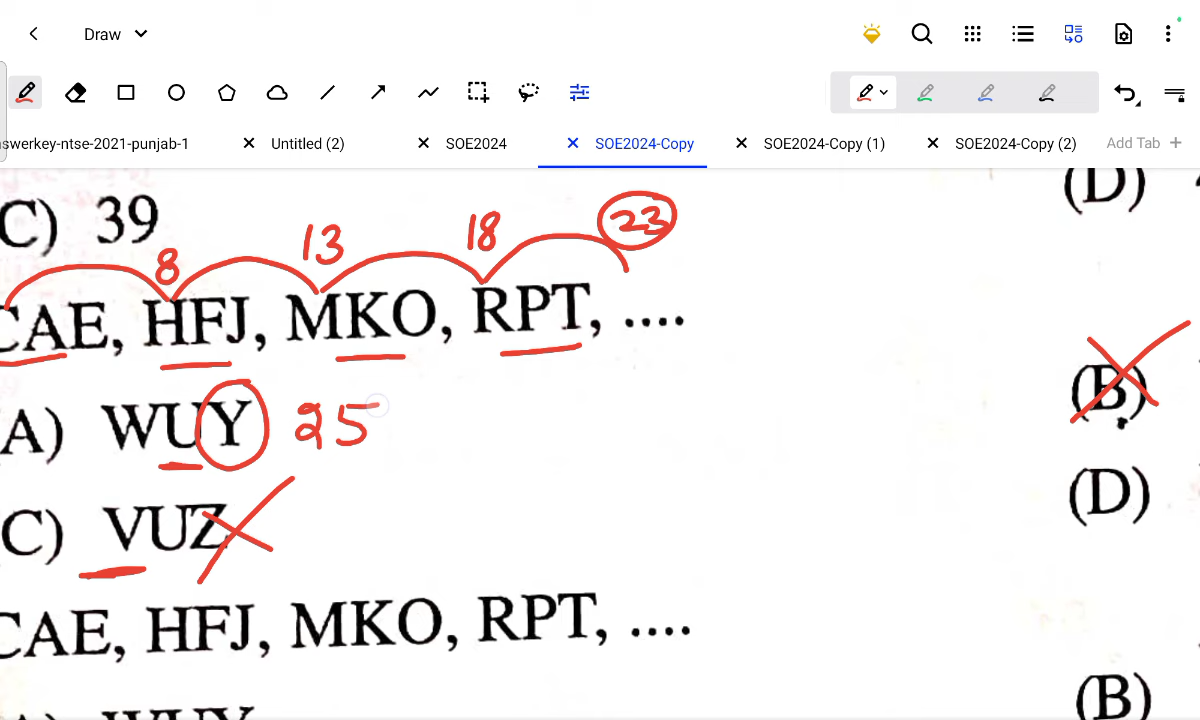 Draw
swerkey-ntse-2021-punjab-1 Untitled (2) SOE2024 SOE2024-Copy SOE2024-Copy (1) SOE2024-Copy (2) Add Tab +
C) 39 (D)
8 13 18 23
CAE, HFJ, MKO, RPT, ....
A) WUY 25 (B)
C) VUZ (D)
CAE, HFJ, MKO, RPT, ....
WUY (B)